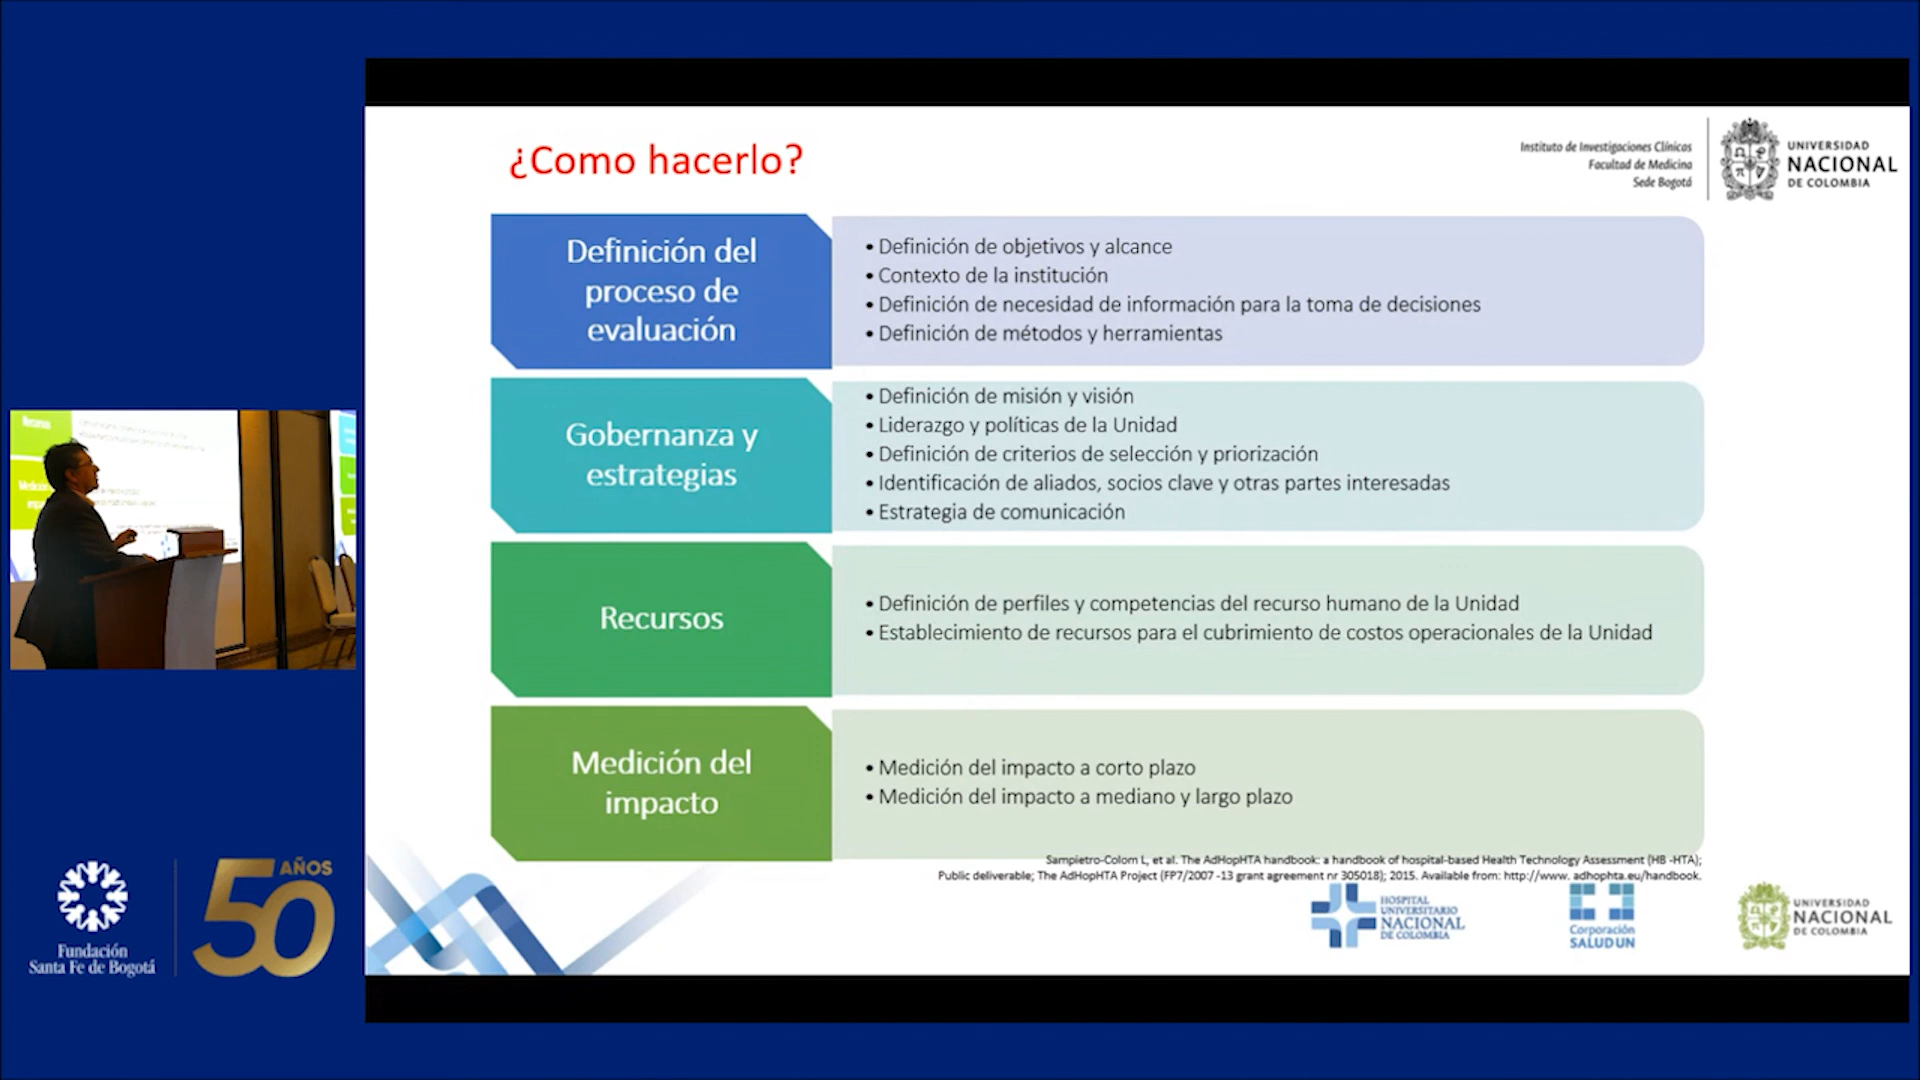 ¿Como hacerlo?
Instituto de Investigaciones Clínicas
Facultad de Medicina
Sede Bogotá
UNIVERSIDAD
NACIONAL
DE COLOMBIA
Definición del
proceso de
evaluación
• Definición de objetivos y alcance
• Contexto de la institución
• Definición de necesidad de información para la toma de decisiones
• Definición de métodos y herramientas
Gobernanza y
estrategias
• Definición de misión y visión
• Liderazgo y políticas de la Unidad
• Definición de criterios de selección y priorización
• Identificación de aliados, socios clave y otras partes interesadas
• Estrategia de comunicación
Recursos
• Definición de perfiles y competencias del recurso humano de la Unidad
• Establecimiento de recursos para el cubrimiento de costos operacionales de la Unidad
Medición del
impacto
• Medición del impacto a corto plazo
• Medición del impacto a mediano y largo plazo
Sampietro-Colom L, et al. The AdHopHTA handbook: a handbook of hospital-based Health Technology Assessment (HB -HTA);
Public deliverable; The AdHopHTA Project (FP7/2007 -13 grant agreement nr 305018); 2015. Available from: http://www. adhophta.eu/handbook.
HOSPITAL
UNIVERSITARIO
NACIONAL
DE COLOMBIA
Corporación
SALUD UN
UNIVERSIDAD
NACIONAL
DE COLOMBIA
Recursos
Fundación
Santa Fe de Bogotá
50 AÑOS